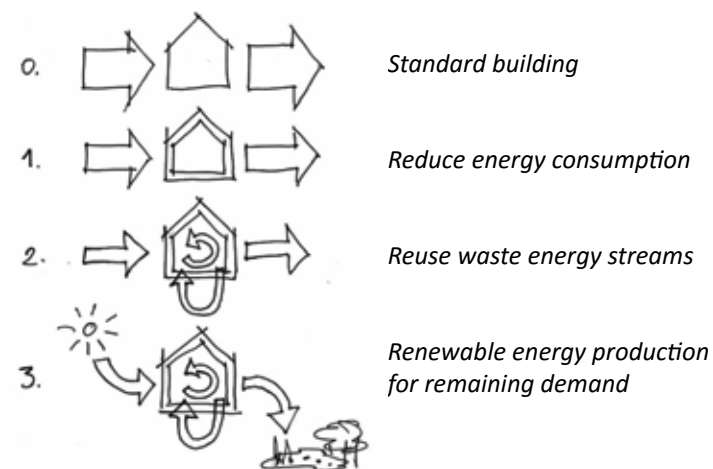 0. Standard building
1. Reduce energy consumption
2. Reuse waste energy streams
3. Renewable energy production
for remaining demand